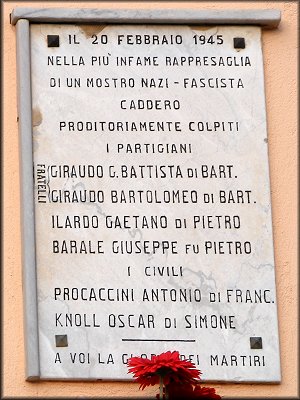 IL 20 FEBBRAIO 1945
NELLA PIU' INFAME RAPPRESAGLIA
DI UN MOSTRO NAZI-FASCISTA
CADDERO
PRODITORIAMENTE COLPITI
I PARTIGIANI
FRATELLI
GIRAUDO G. BATTISTA DI BART.
GIRAUDO BARTOLOMEO DI BART.
ILARDO GAETANO DI PIETRO
BARALE GIUSEPPE FU PIETRO
I CIVILI
PROCACCINI ANTONIO DI FRANC.
KNOLL OSCAR DI SIMONE
A VOI LA DEI MARTIRI